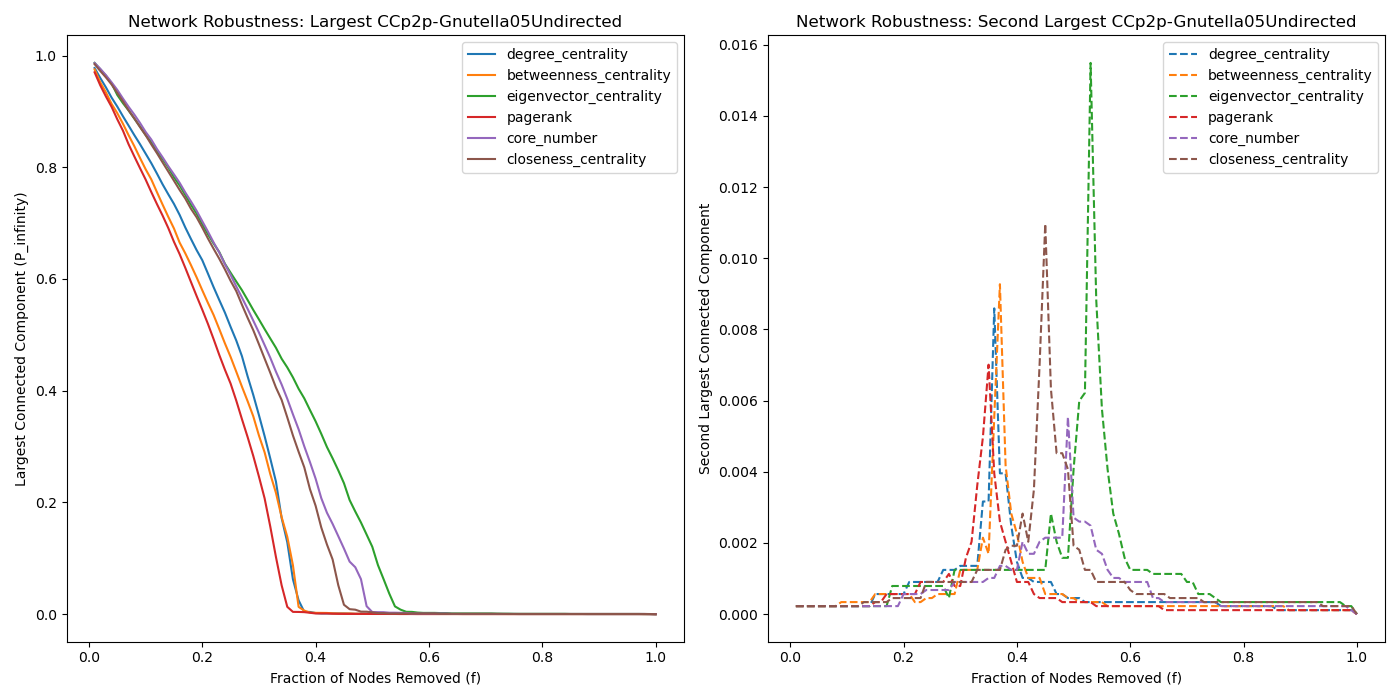 Network Robustness: Largest CCp2p-Gnutella05Undirected
1.0
0.8
0.6
0.4
0.2
0.0
Largest Connected Component (P_infinity)
degree_centrality
betweenness_centrality
eigenvector_centrality
pagerank
core_number
closeness_centrality
0.0 0.2 0.4 0.6 0.8 1.0
Fraction of Nodes Removed (f)
Network Robustness: Second Largest CCp2p-Gnutella05Undirected
0.016
0.014
0.012
0.010
0.008
0.006
0.004
0.002
0.000
Second Largest Connected Component
degree_centrality
betweenness_centrality
eigenvector_centrality
pagerank
core_number
closeness_centrality
0.0 0.2 0.4 0.6 0.8 1.0
Fraction of Nodes Removed (f)